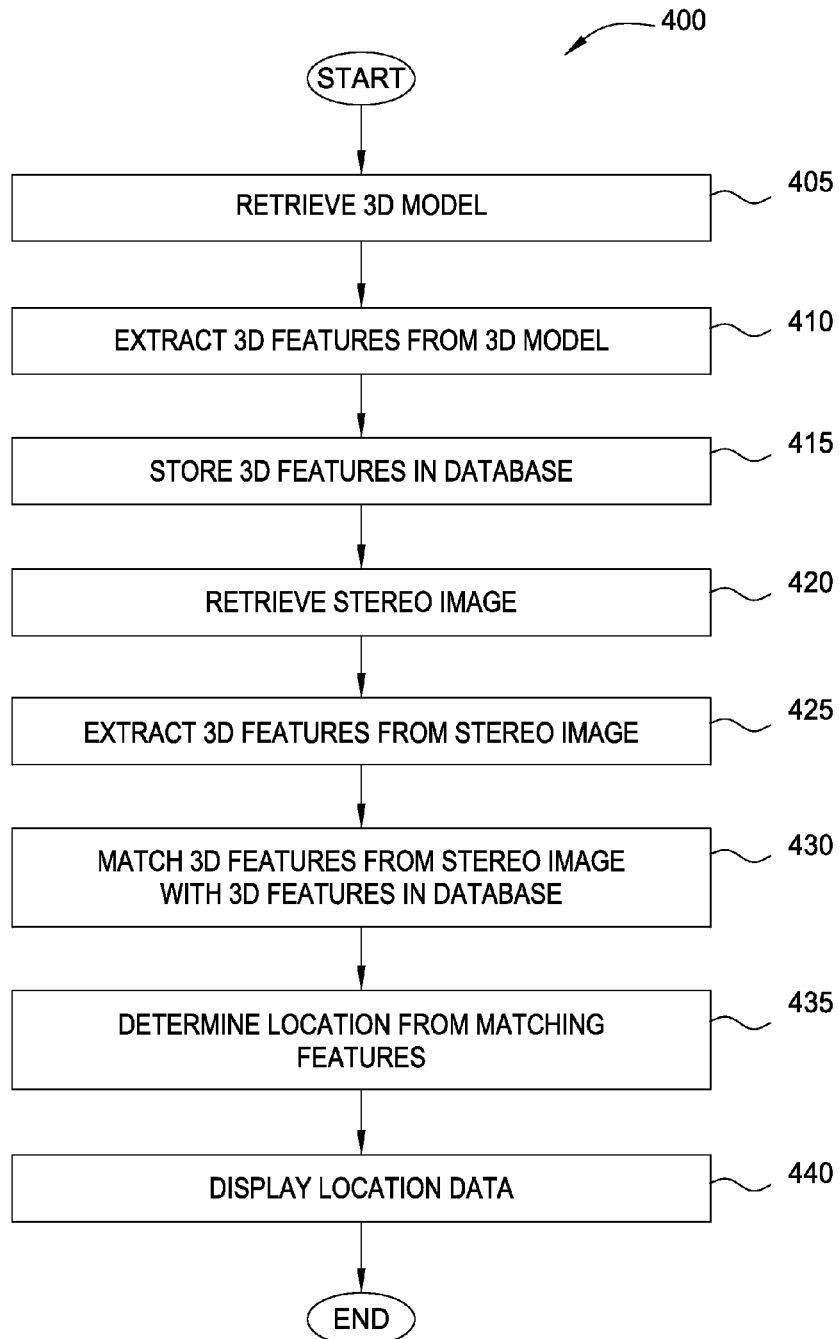 400
START
RETRIEVE 3D MODEL
405
EXTRACT 3D FEATURES FROM 3D MODEL
410
STORE 3D FEATURES IN DATABASE
415
RETRIEVE STEREO IMAGE
420
EXTRACT 3D FEATURES FROM STEREO IMAGE
425
MATCH 3D FEATURES FROM STEREO IMAGE
WITH 3D FEATURES IN DATABASE
430
DETERMINE LOCATION FROM MATCHING
FEATURES
435
DISPLAY LOCATION DATA
440
END